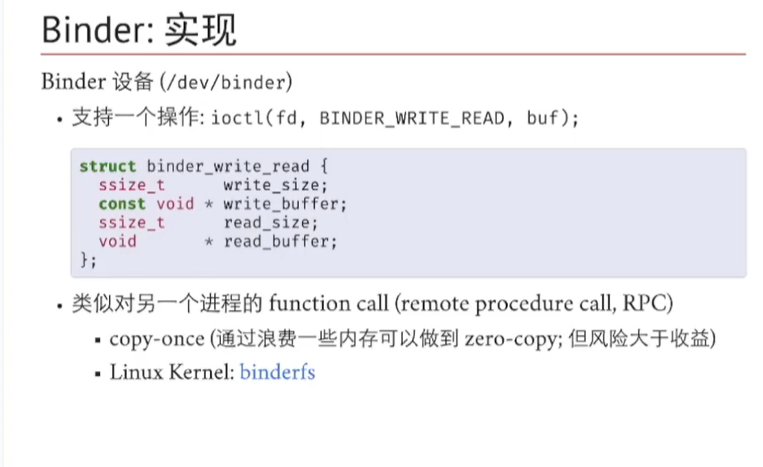 Binder: 实现
Binder 设备 (/dev/binder)
• 支持一个操作: ioctl(fd, BINDER_WRITE_READ, buf);
struct binder_write_read {
  ssize_t      write_size;
  const void * write_buffer;
  ssize_t      read_size;
  void       * read_buffer;
};
• 类似对另一个进程的 function call (remote procedure call, RPC)
▪ copy-once (通过浪费一些内存可以做到 zero-copy; 但风险大于收益)
▪ Linux Kernel: binderfs